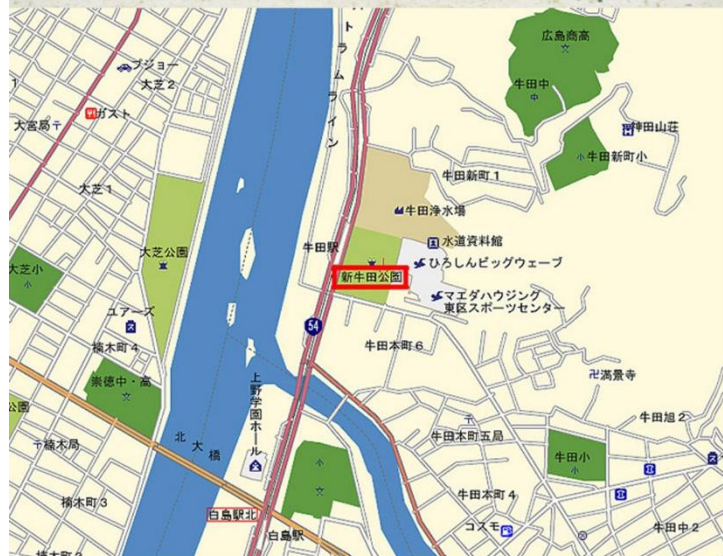 広島商高
プジョー
大芝2
アストラムライン
牛田中
ガスト
大宮局
神田山荘
牛田新町小
牛田新町1
大芝1
牛田浄水場
大芝公園
牛田駅
水道資料館
ひろしんビッグウェーブ
大芝小
新牛田公園
マエダハウジング
東区スポーツセンター
ユアーズ
54
楠木町4
牛田本町6
満景寺
崇徳中・高
上野学園ホール
公園
牛田旭2
北大橋
牛田本町五局
楠木局
牛田小
楠木町3
牛田本町4
白島駅北
コスモ
白島駅
牛田中2
楠木町2